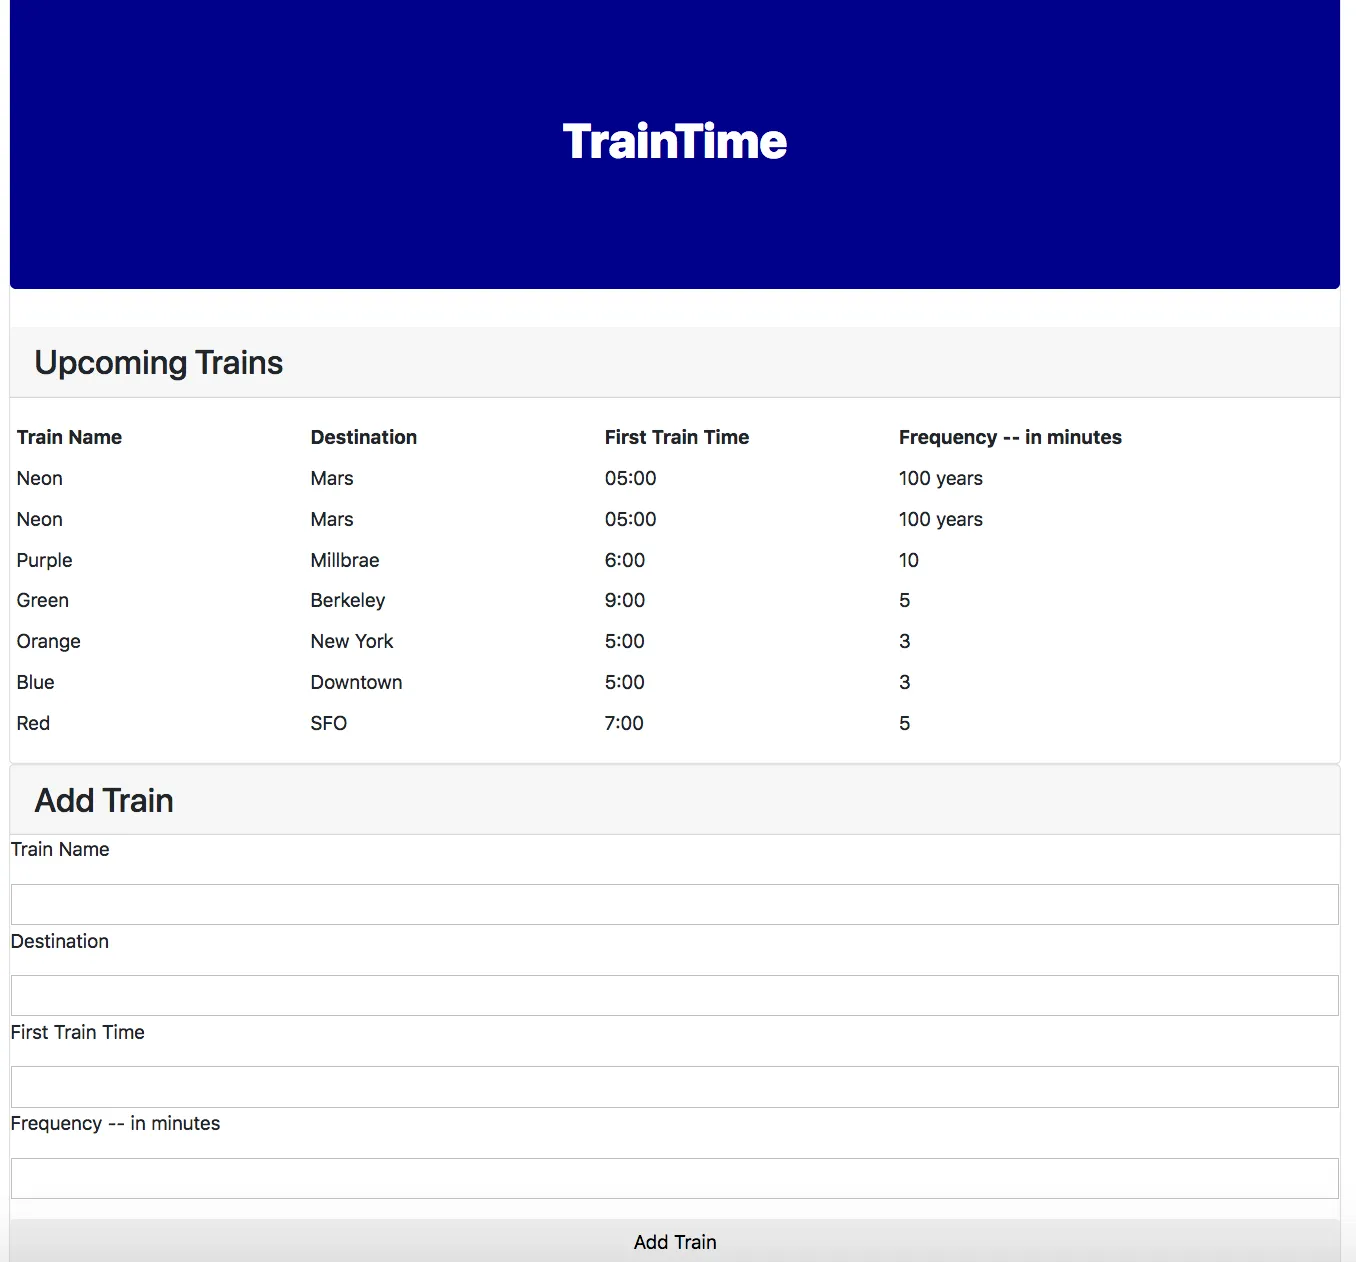 TrainTime
Upcoming Trains
Train Name Destination First Train Time Frequency -- in minutes
Neon Mars 05:00 100 years
Neon Mars 05:00 100 years
Purple Millbrae 6:00 10
Green Berkeley 9:00 5
Orange New York 5:00 3
Blue Downtown 5:00 3
Red SFO 7:00 5
Add Train
Train Name
Destination
First Train Time
Frequency -- in minutes
Add Train